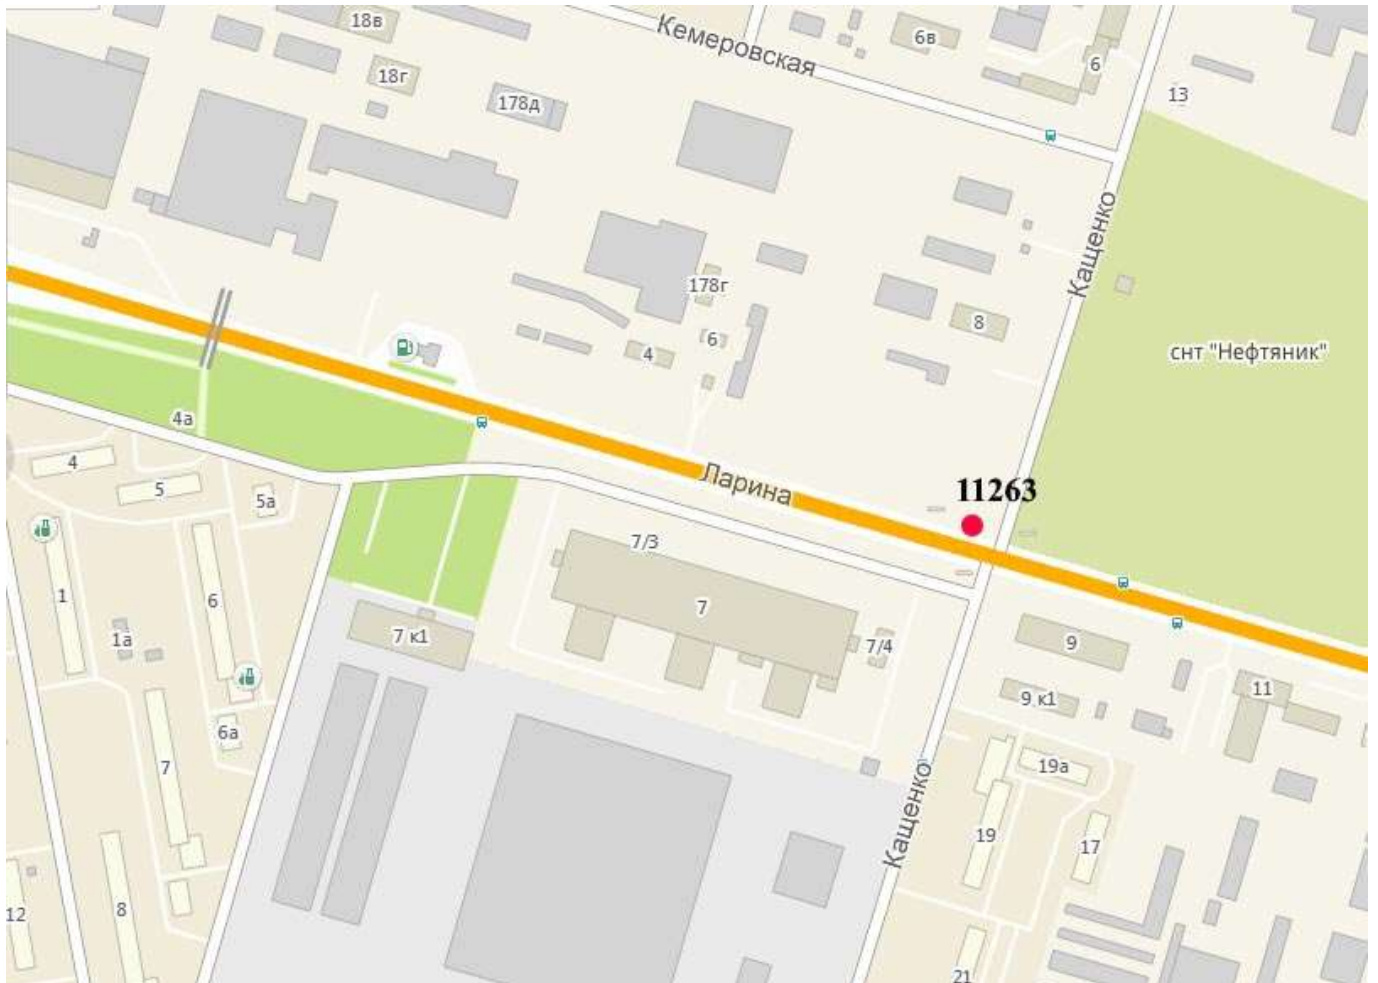 18в
Кемеровская
6в
18г
6
178д
13
Кащенко
178г
8
снт "Нефтяник"
6
4
4а
4
5
5а
Ларина
11263
7/3
1
6
7
7 к1
1а
7/4
9
9 к1
11
6а
7
19а
Кащенко
19
17
12
8
21